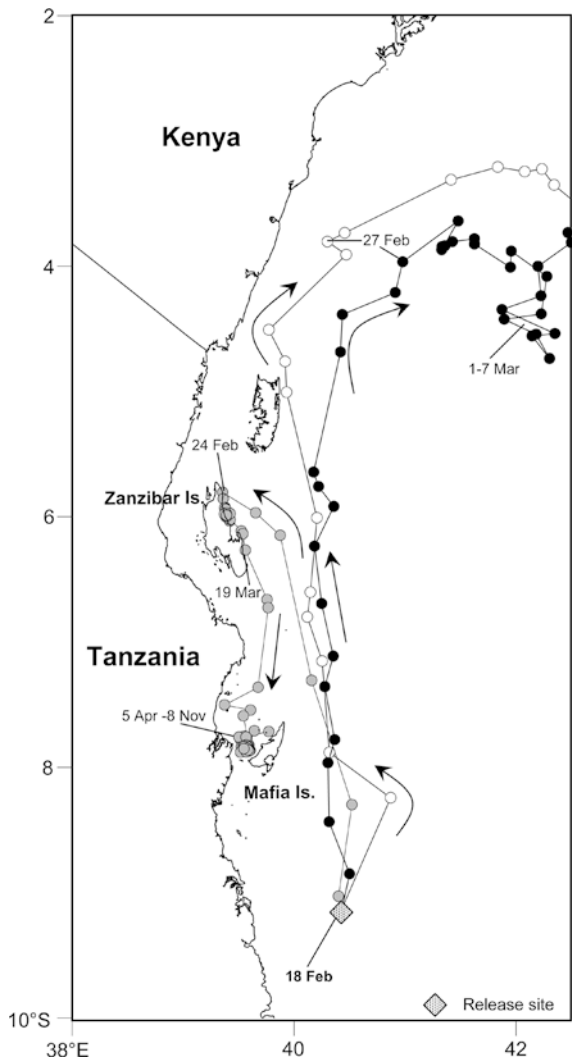 2
Kenya
27 Feb
4
1-7 Mar
24 Feb
Zanzibar Is.
6
19 Mar
Tanzania
5 Apr -8 Nov
8
Mafia Is.
18 Feb
Release site
10°S
38°E
40
42